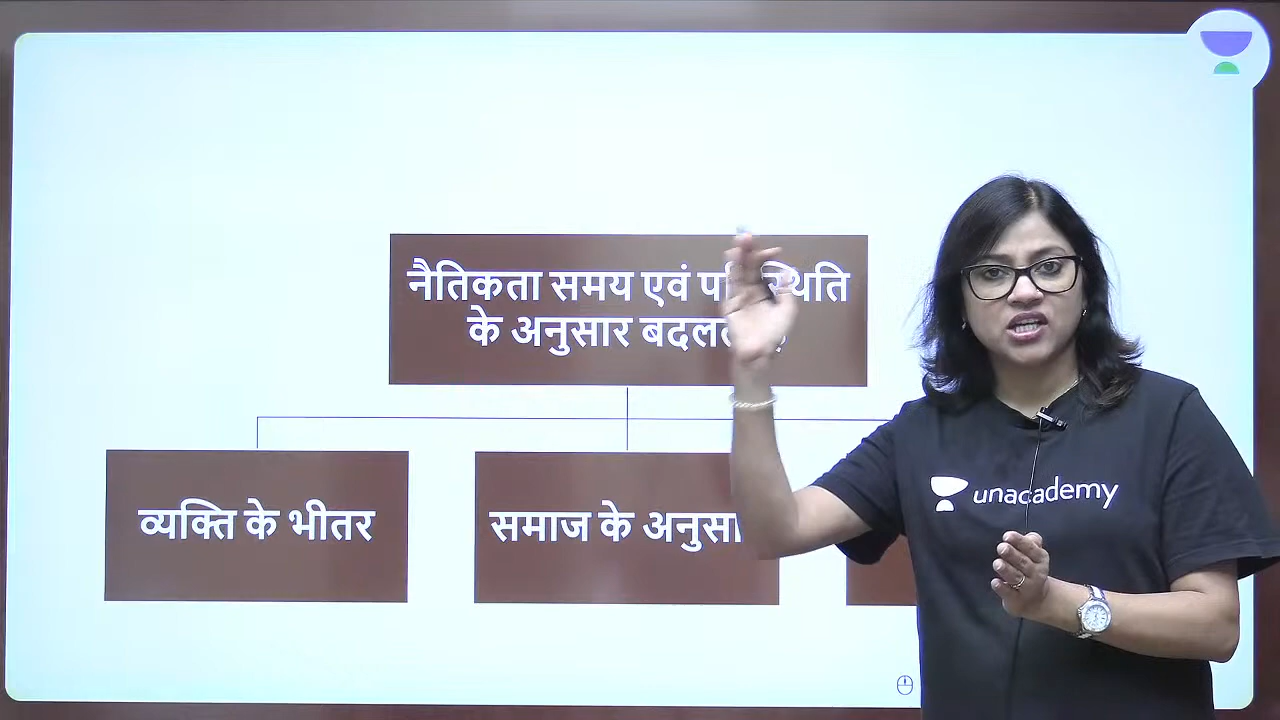 नैतिकता समय एवं
के अनुसार
व्यक्ति के भीतर
समाज के
unacademy